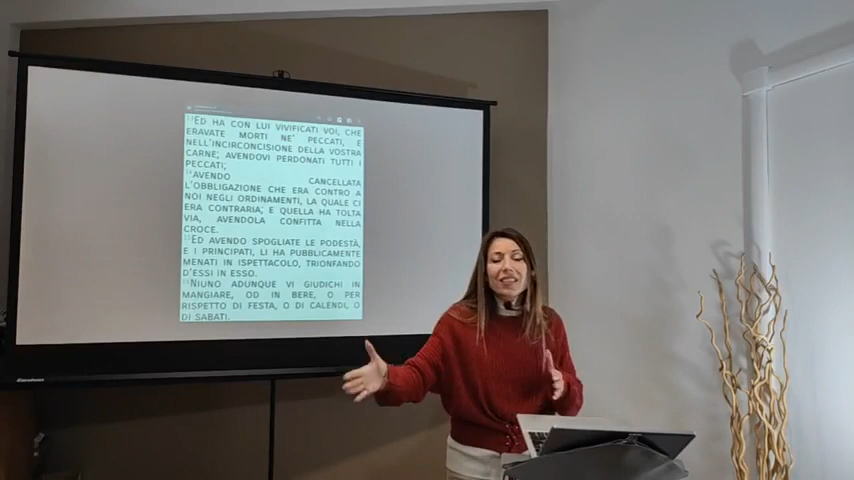 13ED HA CON LUI VIVIFICATI VOI, CHE
ERAVATE MORTI NE' PECCATI, E
NELL'INCIRCONCISIONE DELLA VOSTRA
CARNE; AVENDOVI PERDONATI TUTTI I
PECCATI;
14AVENDO CANCELLATA
L'OBBLIGAZIONE CHE ERA CONTRO A
NOI NEGLI ORDINAMENTI, LA QUALE CI
ERA CONTRARIA; E QUELLA HA TOLTA
VIA, AVENDOLA CONFITTA NELLA
CROCE.
15ED AVENDO SPOGLIATE LE PODESTÀ,
E I PRINCIPATI, LI HA PUBBLICAMENTE
MENATI IN ISPETTACOLO, TRIONFANDO
D'ESSI IN ESSO.
16NIUNO ADUNQUE VI GIUDICHI IN
MANGIARE, OD IN BERE, O PER
RISPETTO DI FESTA, O DI CALENDI, O
DI SABATI.